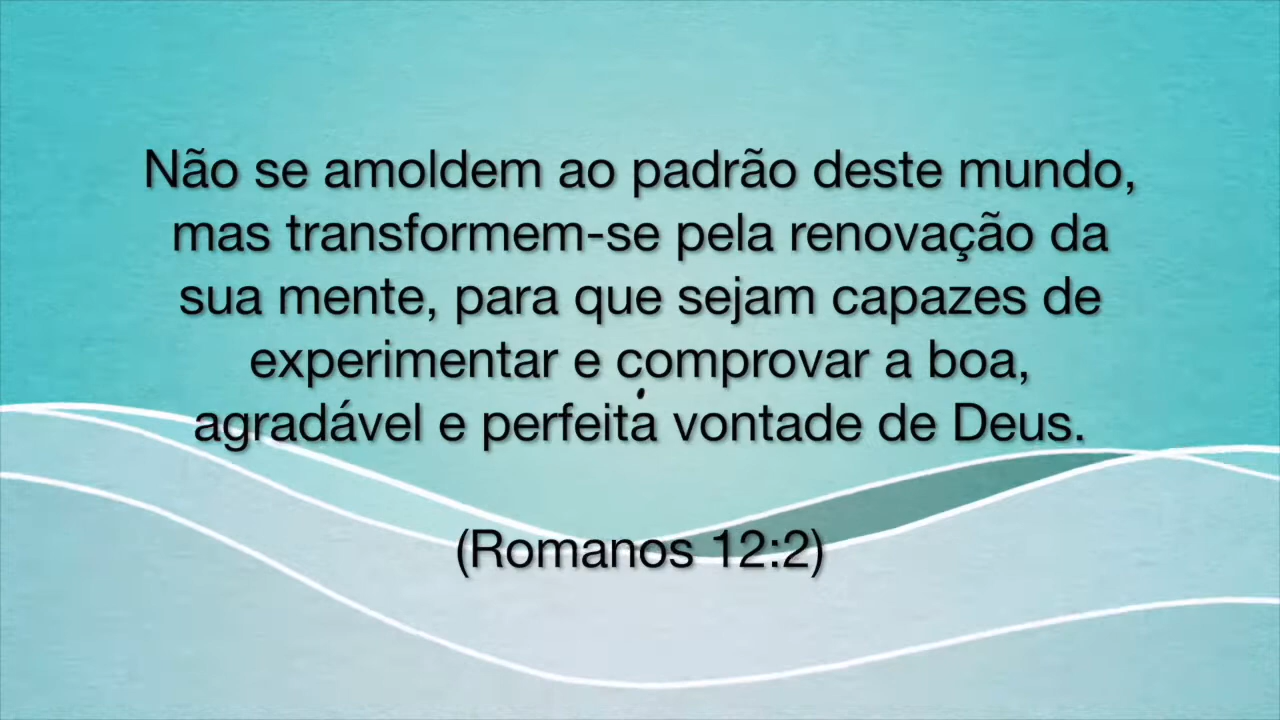 Não se amoldem ao padrão deste mundo,
mas transformem-se pela renovação da
sua mente, para que sejam capazes de
experimentar e comprovar a boa,
agradável e perfeita vontade de Deus.
(Romanos 12:2)